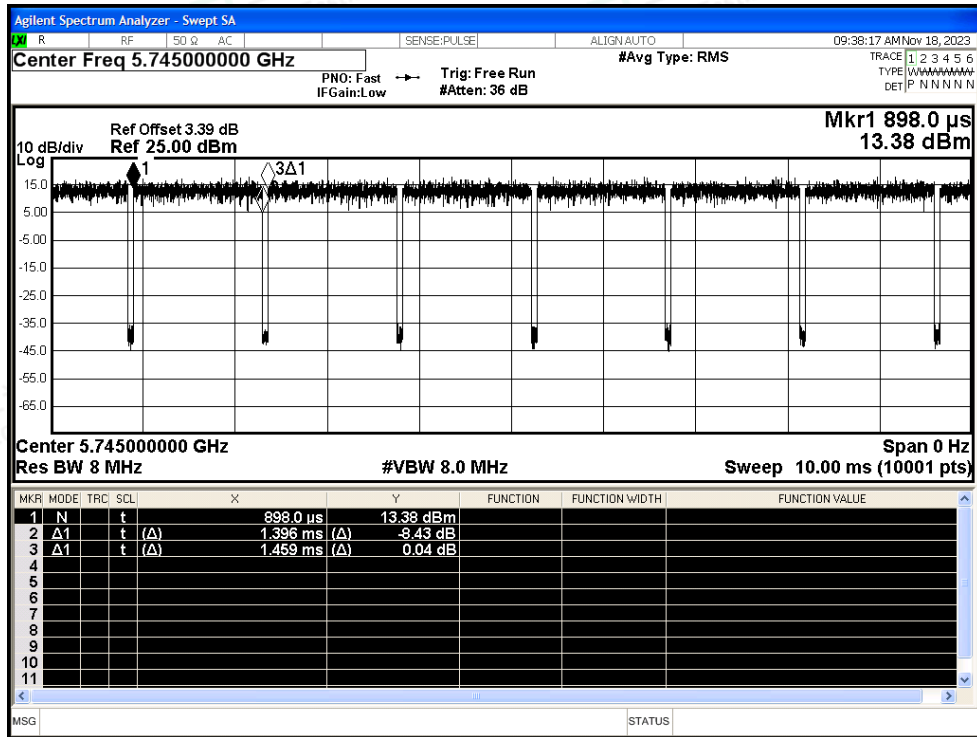 Agilent Spectrum Analyzer - Swept SA
LXI R RF 50 Ω AC SENSE:PULSE ALIGN AUTO 09:38:17 AM Nov 18, 2023
Center Freq 5.745000000 GHz #Avg Type: RMS TRACE 1 2 3 4 5 6
PNO: Fast Trig: Free Run TYPE WWWWWW
IFGain:Low #Atten: 36 dB DET P N N N N N
Mkr1 898.0 µs
Ref Offset 3.39 dB
10 dB/div Ref 25.00 dBm 13.38 dBm
Log
1 3Δ1
15.0
5.00
-5.00
-15.0
-25.0
-35.0
-45.0
-55.0
-65.0
Center 5.745000000 GHz Span 0 Hz
Res BW 8 MHz #VBW 8.0 MHz Sweep 10.00 ms (10001 pts)
MKR MODE TRC SCL X Y FUNCTION FUNCTION WIDTH FUNCTION VALUE
1 N t 898.0 µs 13.38 dBm
2 Δ1 t (Δ) 1.396 ms (Δ) -8.43 dB
3 Δ1 t (Δ) 1.459 ms (Δ) 0.04 dB
4
5
6
7
8
9
10
11
MSG STATUS